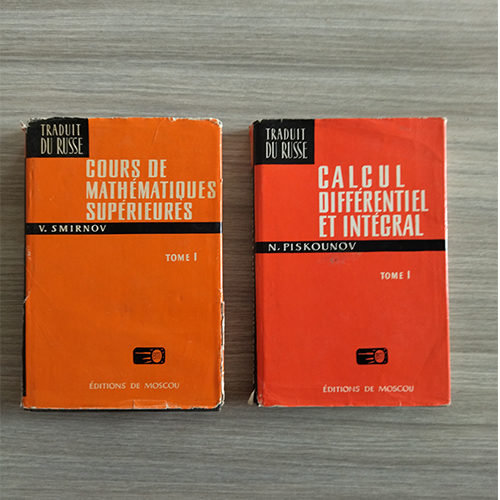 TRADUIT
DU RUSSE
COURS DE
MATHÉMATIQUES
SUPÉRIEURES
V. SMIRNOV
TOME I
ÉDITIONS DE MOSCOU
TRADUIT
DU RUSSE
CALCUL
DIFFÉRENTIEL
ET INTÉGRAL
N. PISKOUNOV
TOME I
ÉDITIONS DE MOSCOU